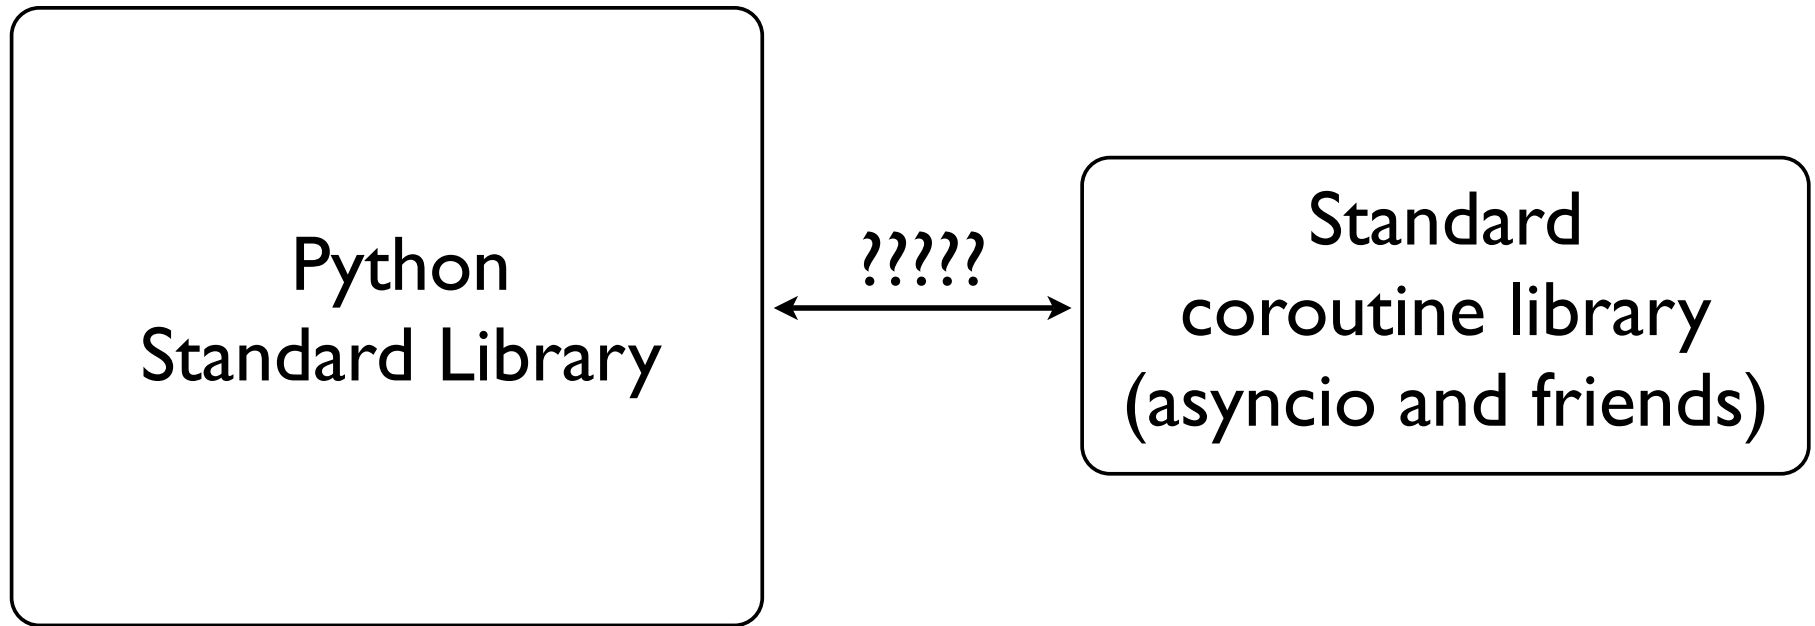 Python
Standard Library
?????
Standard
coroutine library
(asyncio and friends)